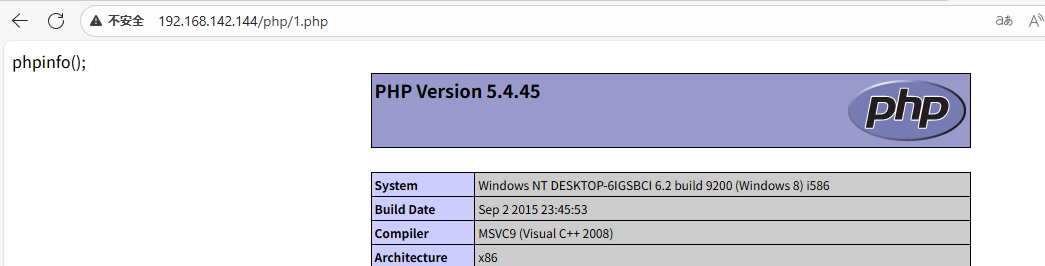 不安全 192.168.142.144/php/1.php aあ A
phpinfo();
PHP Version 5.4.45
php
System Windows NT DESKTOP-6IGSBCI 6.2 build 9200 (Windows 8) i586
Build Date Sep 2 2015 23:45:53
Compiler MSVC9 (Visual C++ 2008)
Architecture x86